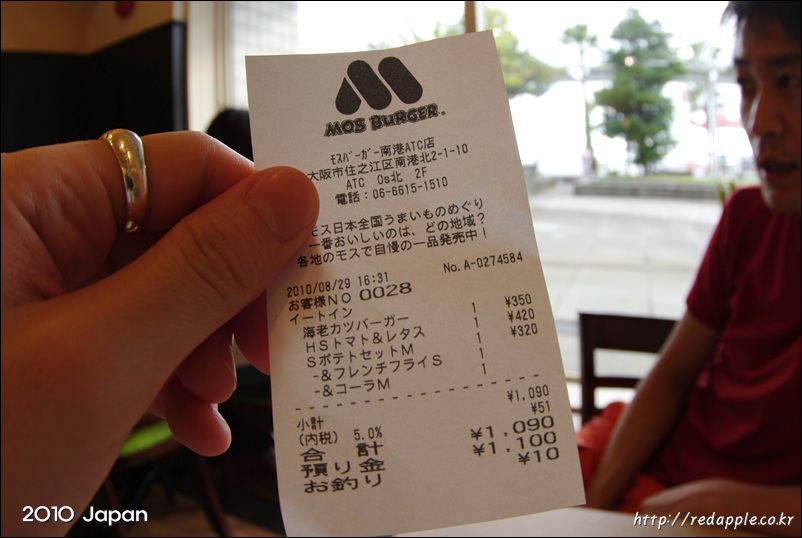 MOS BURGER.
ﾓｽﾊﾞｰｶﾞｰ南港ATC店
大阪市住之江区南港北2-1-10
ATC Os北 2F
電話：06-6615-1510
モス日本全国うまいものめぐり
一番おいしいのは、どの地域？
各地のモスで自慢の一品発売中！
2010/08/29 16:31 No.A-0274584
お客様NO 0028
イートイン
海老カツバーガー 1 ¥350
HSトマト＆レタス 1 ¥420
SポテトセットM 1 ¥320
-＆フレンチフライS 1
-＆コーラM 1
小計 ¥1,090
(内税) 5.0% ¥51
合 計 ¥1,090
預り金 ¥1,100
お釣り ¥10
2010 Japan
http://redapple.co.kr